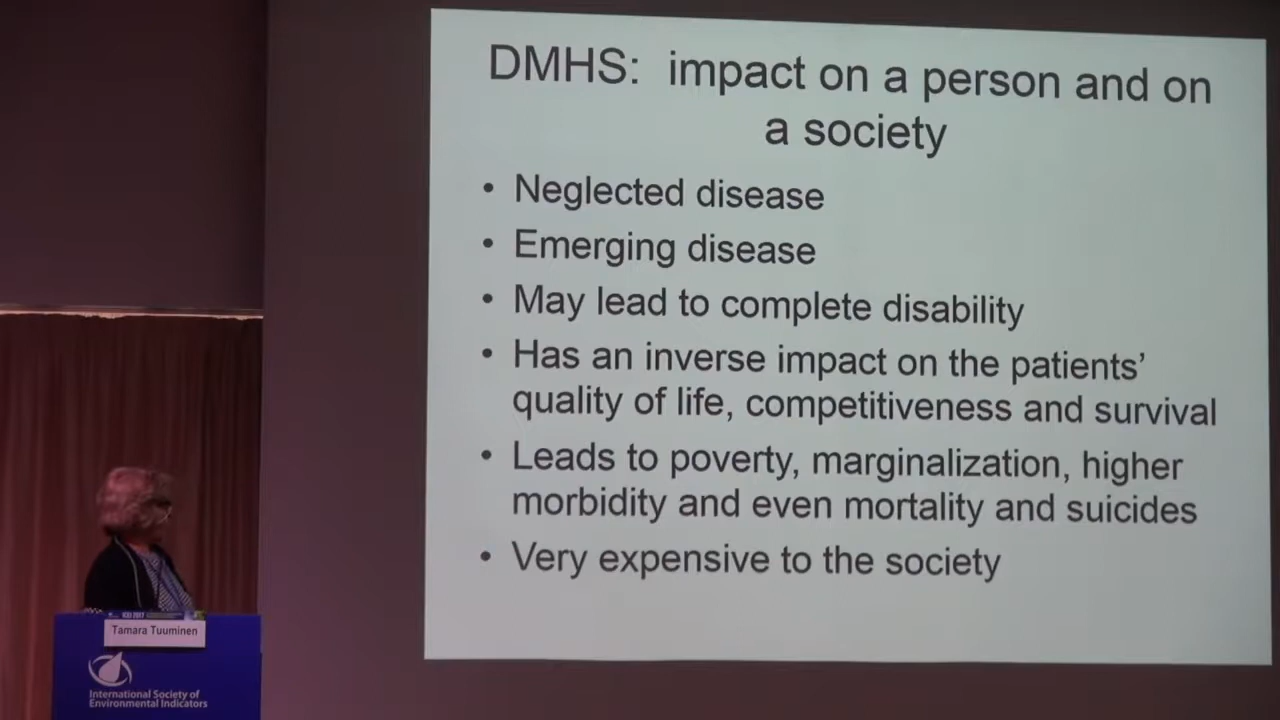 DMHS: impact on a person and on
a society
• Neglected disease
• Emerging disease
• May lead to complete disability
• Has an inverse impact on the patients’
quality of life, competitiveness and survival
• Leads to poverty, marginalization, higher
morbidity and even mortality and suicides
• Very expensive to the society
ICEI 2017
Tamara Tuuminen
International Society of
Environmental Indicators